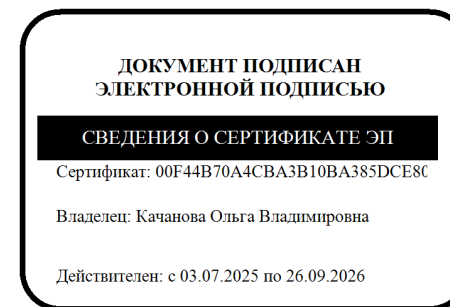 ДОКУМЕНТ ПОДПИСАН
ЭЛЕКТРОННОЙ ПОДПИСЬЮ
СВЕДЕНИЯ О СЕРТИФИКАТЕ ЭП
Сертификат: 00F44B70A4CBA3B10BA385DCE80
Владелец: Качанова Ольга Владимировна
Действителен: с 03.07.2025 по 26.09.2026